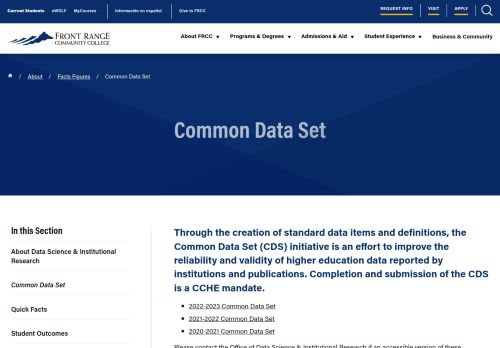 Current Students eWOLF MyCourses Información en español Give to FRCC REQUEST INFO VISIT APPLY
FRONT RANGE
COMMUNITY COLLEGE
About FRCC Programs & Degrees Admissions & Aid Student Experience Business & Community
/ About / Facts Figures / Common Data Set
Common Data Set
In this Section
About Data Science & Institutional
Research
Common Data Set
Quick Facts
Student Outcomes
Through the creation of standard data items and definitions, the
Common Data Set (CDS) initiative is an effort to improve the
reliability and validity of higher education data reported by
institutions and publications. Completion and submission of the CDS
is a CCHE mandate.
2022-2023 Common Data Set
2021-2022 Common Data Set
2020-2021 Common Data Set
Please contact the Office of Data Science & Institutional Research if an accessible version of these